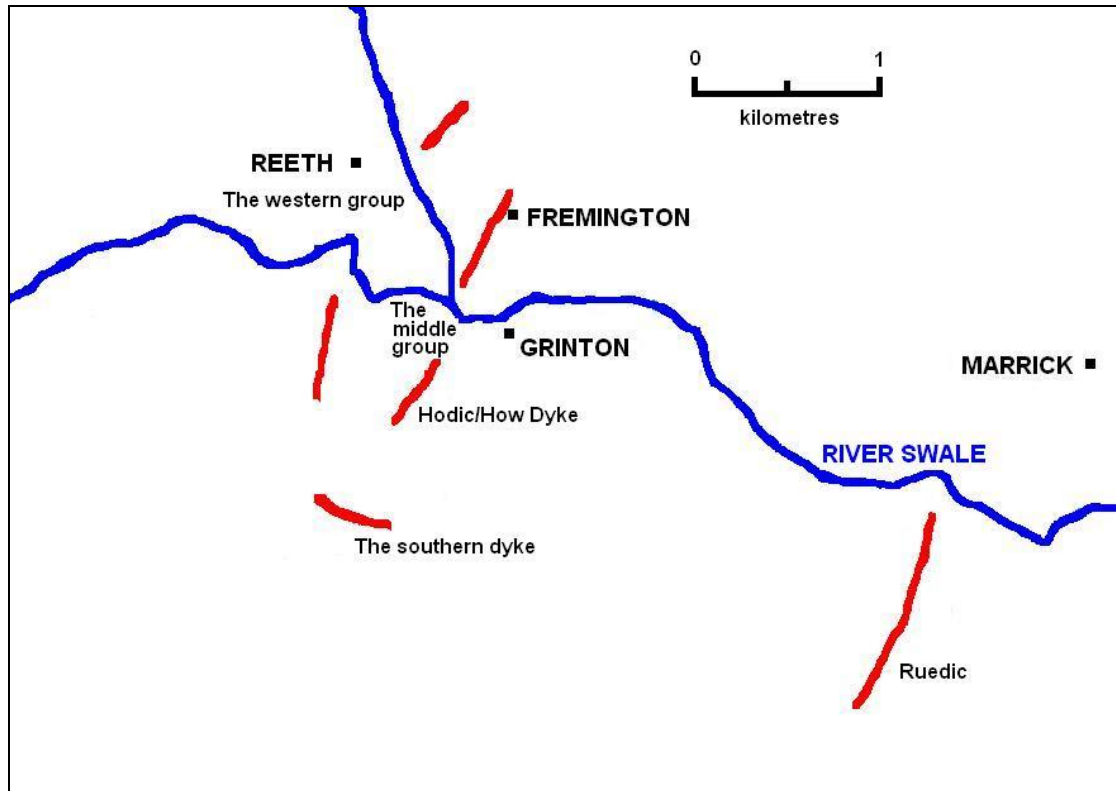 0 1
kilometres
REETH
The western group
FREMINGTON
The
middle
group
GRINTON
MARRICK
Hodic/How Dyke
RIVER SWALE
The southern dyke
Ruedic